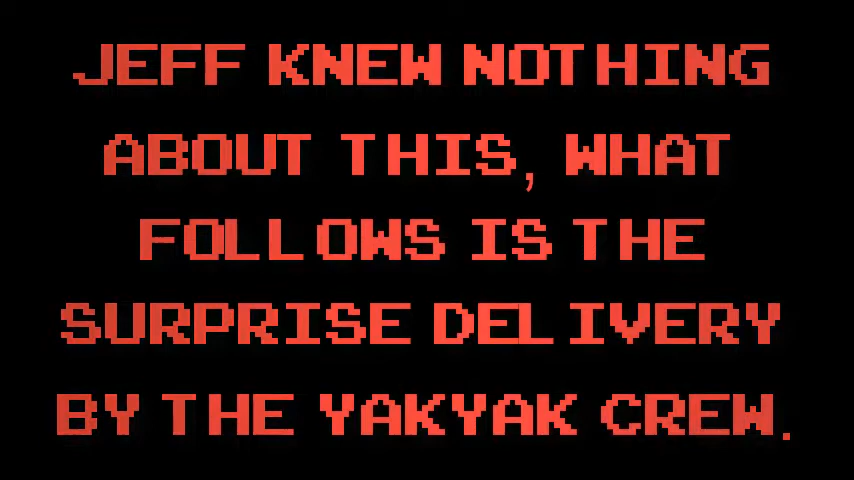 JEFF KNEW NOTHING
ABOUT THIS, WHAT
FOLLOWS IS THE
SURPRISE DELIVERY
BY THE YAKYAK CREW.